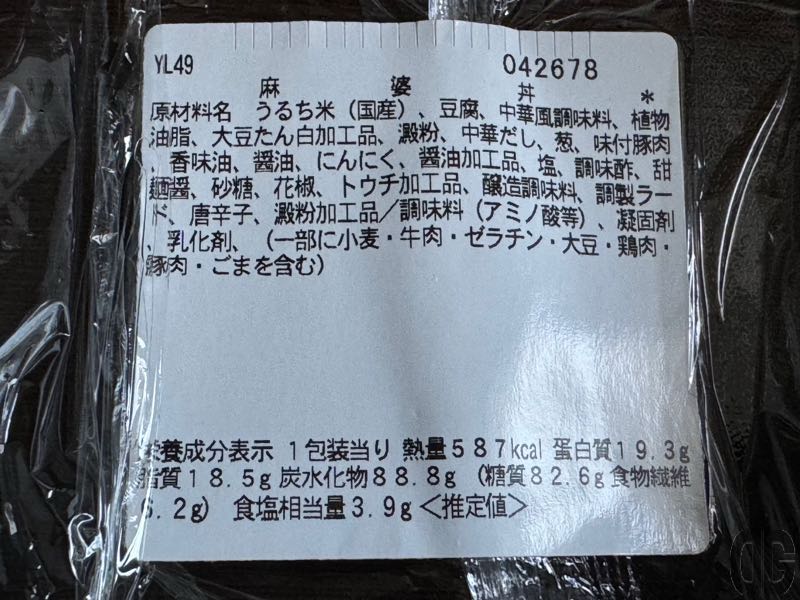 YL49 042678
麻 婆 丼 *
原材料名 うるち米（国産）、豆腐、中華風調味料、植物
油脂、大豆たん白加工品、澱粉、中華だし、葱、味付豚肉
、香味油、醤油、にんにく、醤油加工品、塩、調味酢、甜
麺醤、砂糖、花椒、トウチ加工品、醸造調味料、調製ラー
ド、唐辛子、澱粉加工品／調味料（アミノ酸等）、凝固剤
、乳化剤、（一部に小麦・牛肉・ゼラチン・大豆・鶏肉・
豚肉・ごまを含む）
栄養成分表示 1包装当り 熱量587kcal 蛋白質19.3g
脂質18.5g 炭水化物88.8g（糖質82.6g 食物繊維
6.2g） 食塩相当量3.9g＜推定値＞